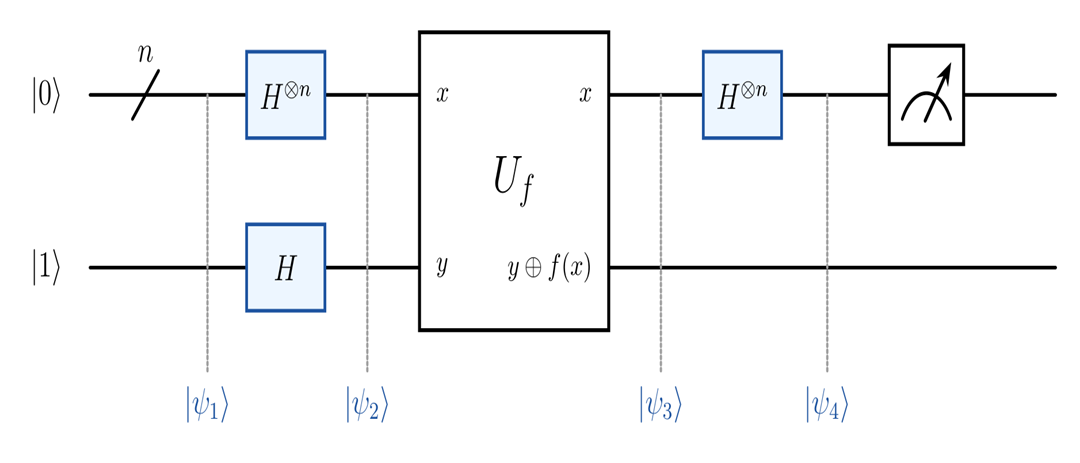 n
|0⟩ H⊗n x x H⊗n
U_f
|1⟩ H y y ⊕ f(x)
|ψ₁⟩ |ψ₂⟩ |ψ₃⟩ |ψ₄⟩